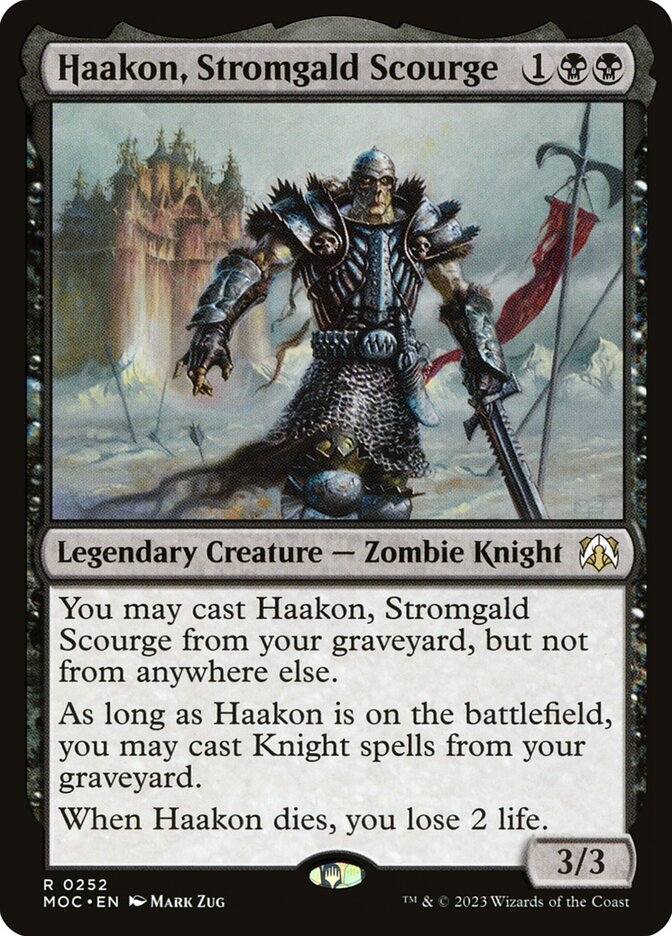 Haakon, Stromgald Scourge 1
Legendary Creature — Zombie Knight
You may cast Haakon, Stromgald
Scourge from your graveyard, but not
from anywhere else.
As long as Haakon is on the battlefield,
you may cast Knight spells from your
graveyard.
When Haakon dies, you lose 2 life.
3/3
R 0252
MOC • EN Mark Zug
™ & © 2023 Wizards of the Coast